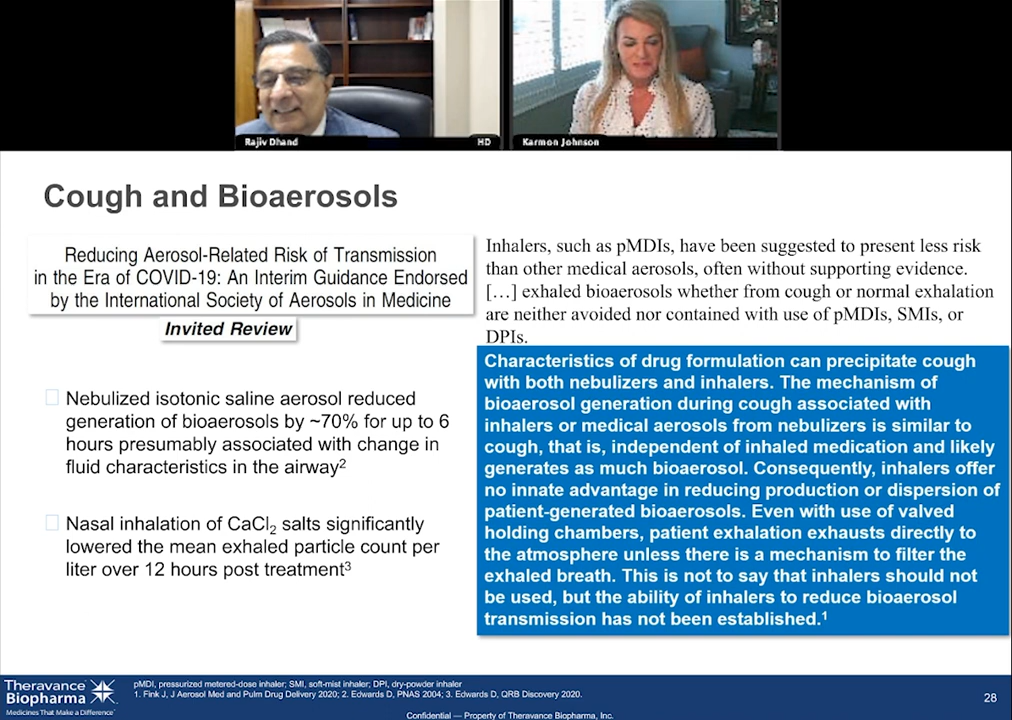 Rajiv Dhand
HD
Karmon Johnson
Cough and Bioaerosols
Reducing Aerosol-Related Risk of Transmission
in the Era of COVID-19: An Interim Guidance Endorsed
by the International Society of Aerosols in Medicine
Invited Review
Nebulized isotonic saline aerosol reduced
generation of bioaerosols by ~70% for up to 6
hours presumably associated with change in
fluid characteristics in the airway2
Nasal inhalation of CaCl2 salts significantly
lowered the mean exhaled particle count per
liter over 12 hours post treatment3
Inhalers, such as pMDIs, have been suggested to present less risk
than other medical aerosols, often without supporting evidence.
[…] exhaled bioaerosols whether from cough or normal exhalation
are neither avoided nor contained with use of pMDIs, SMIs, or
DPIs.
Characteristics of drug formulation can precipitate cough
with both nebulizers and inhalers. The mechanism of
bioaerosol generation during cough associated with
inhalers or medical aerosols from nebulizers is similar to
cough, that is, independent of inhaled medication and likely
generates as much bioaerosol. Consequently, inhalers offer
no innate advantage in reducing production or dispersion of
patient-generated bioaerosols. Even with use of valved
holding chambers, patient exhalation exhausts directly to
the atmosphere unless there is a mechanism to filter the
exhaled breath. This is not to say that inhalers should not
be used, but the ability of inhalers to reduce bioaerosol
transmission has not been established.1
Theravance
Biopharma
Medicines That Make a Difference
pMDI, pressurized metered-dose inhaler; SMI, soft-mist inhaler; DPI, dry-powder inhaler
1. Fink J, J Aerosol Med and Pulm Drug Delivery 2020; 2. Edwards D, PNAS 2004; 3. Edwards D, QRB Discovery 2020.
Confidential — Property of Theravance Biopharma, Inc.
28